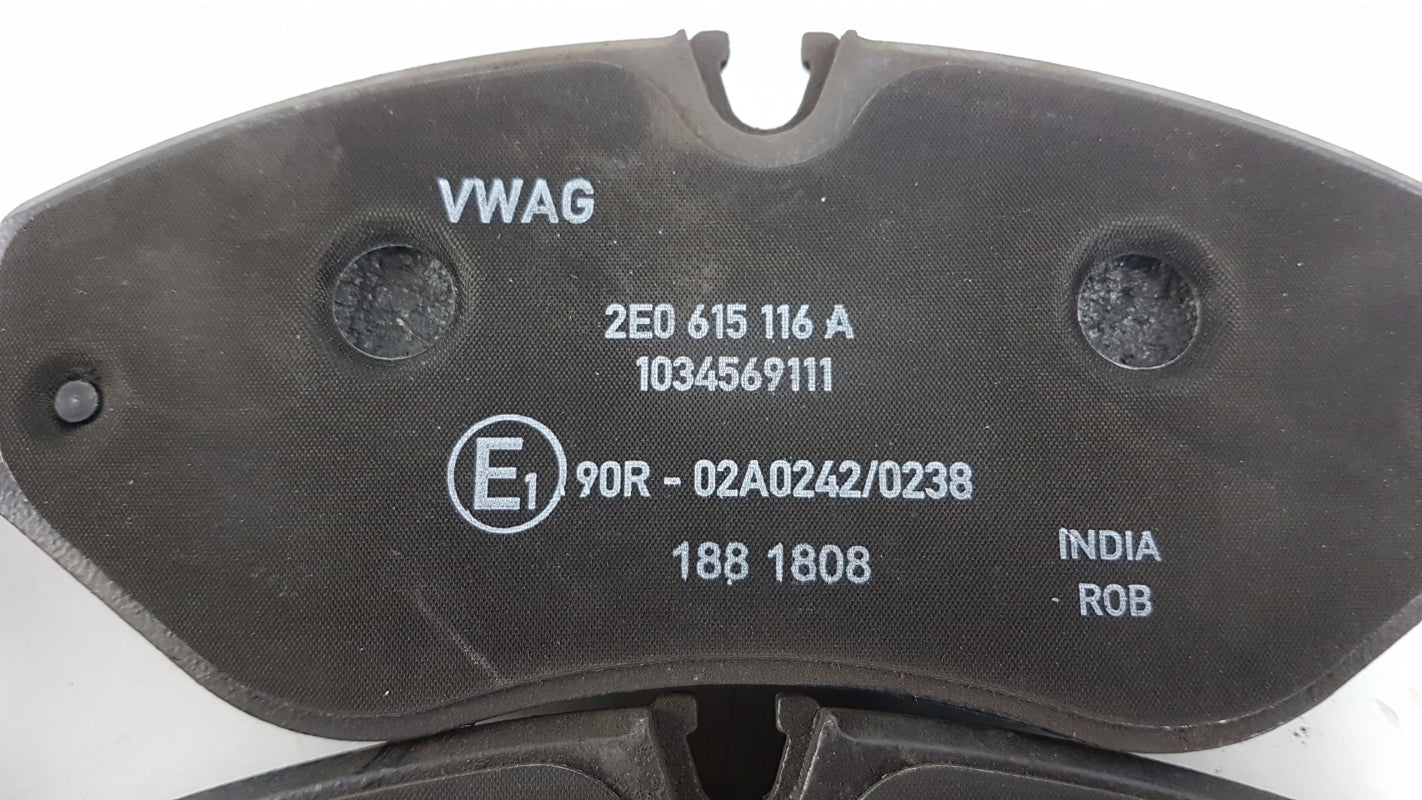 VWAG
2E0 615 116 A
1034569111
E1 90R - 02A0242/0238
188 1808
INDIA
ROB